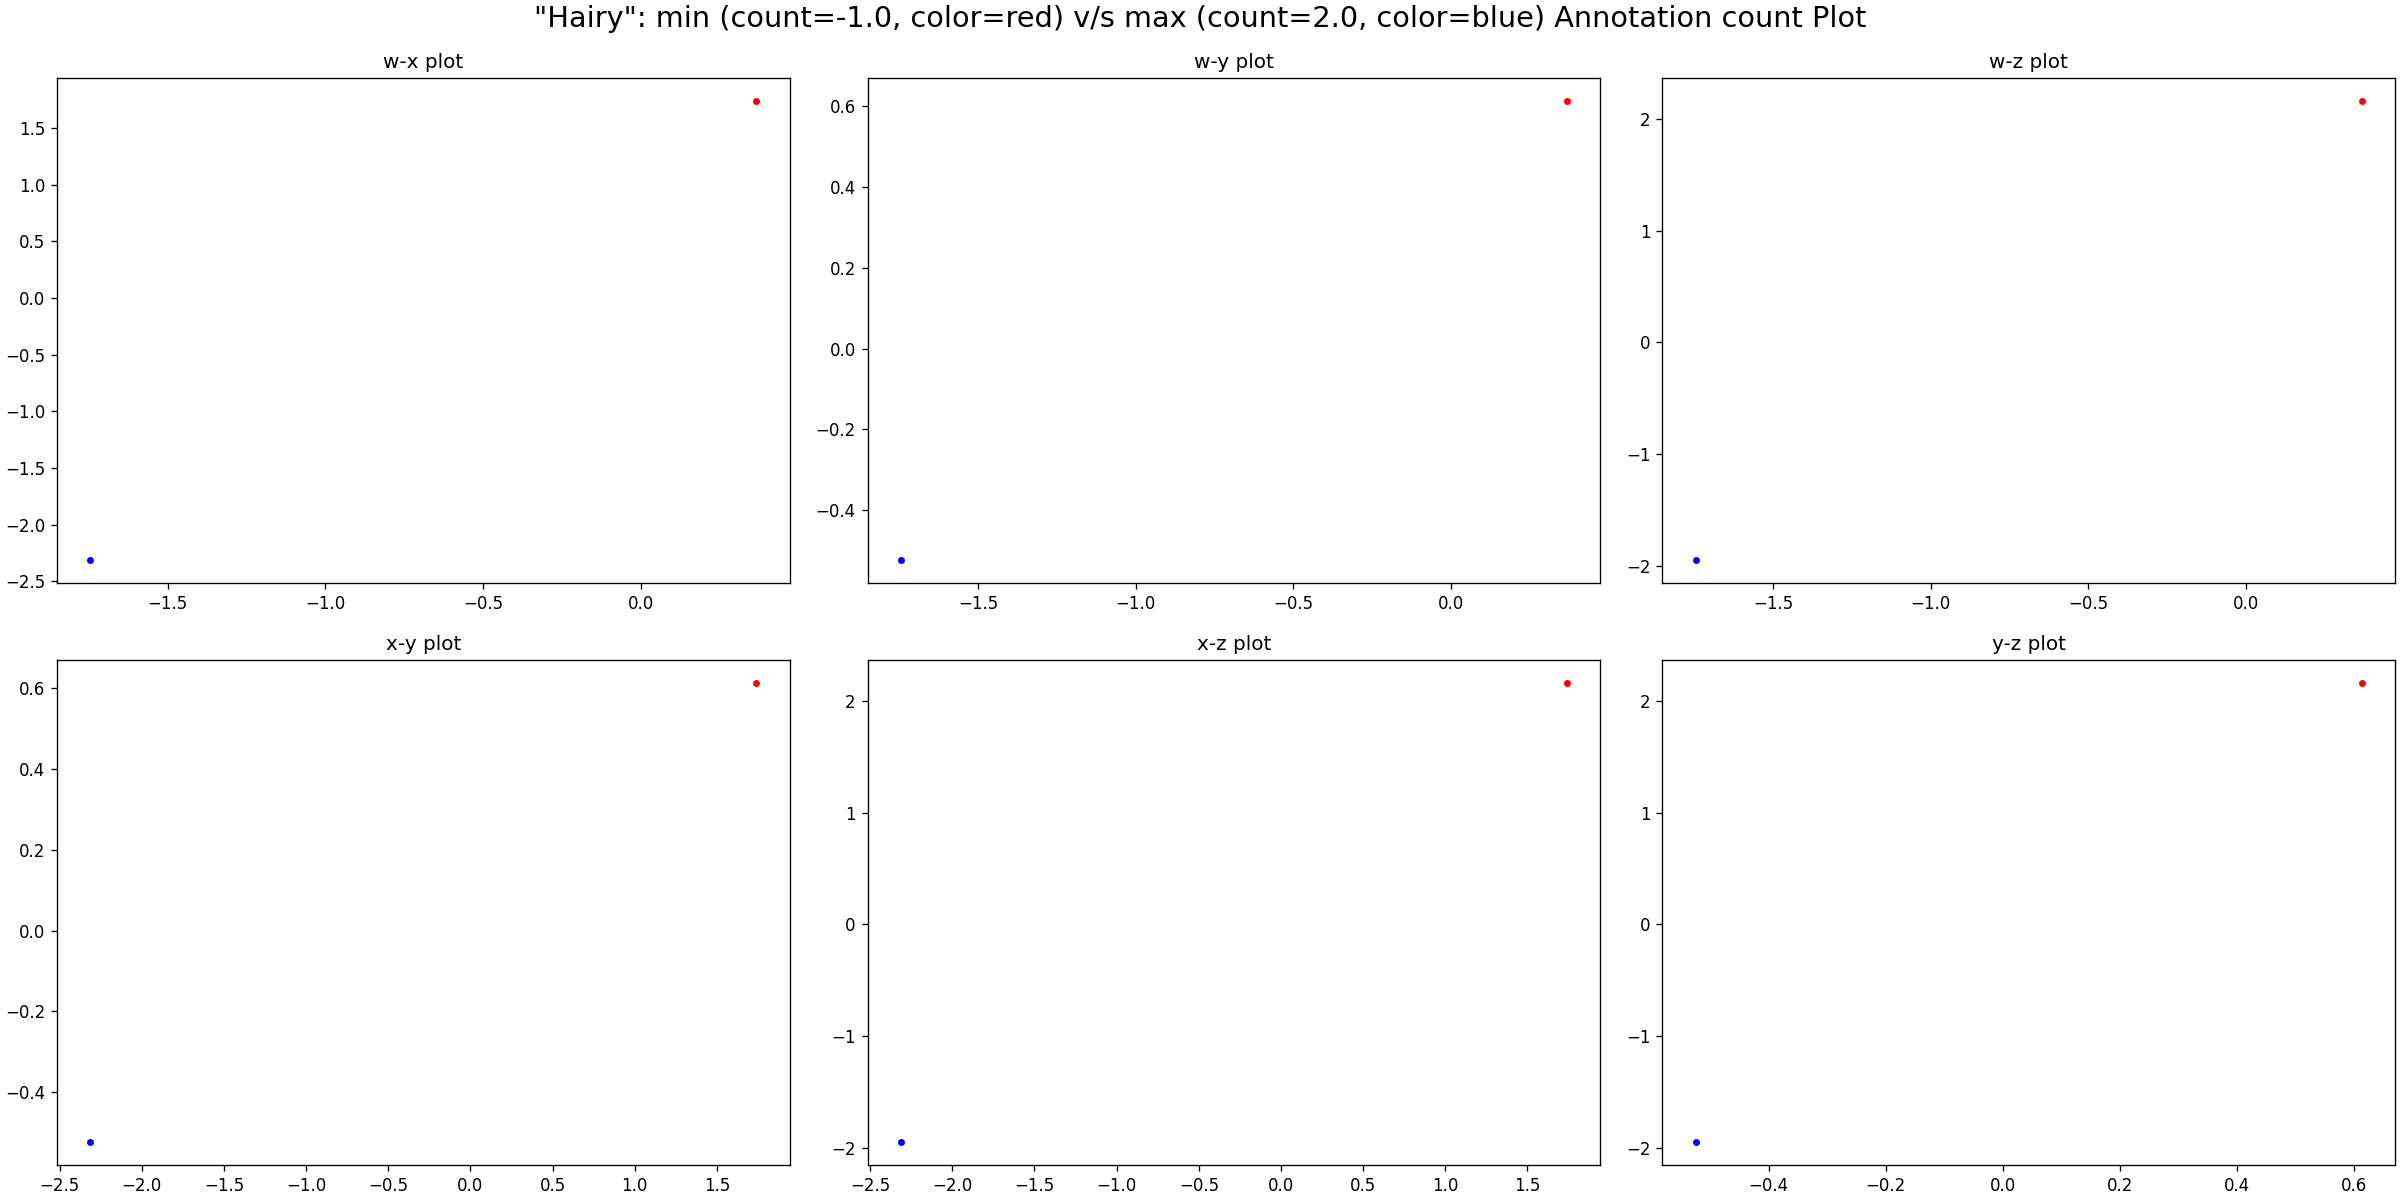 "Hairy": min (count=-1.0, color=red) v/s max (count=2.0, color=blue) Annotation count Plot
w-x plot
1.5
1.0
0.5
0.0
−0.5
−1.0
−1.5
−2.0
−2.5
−1.5 −1.0 −0.5 0.0
w-y plot
0.6
0.4
0.2
0.0
−0.2
−0.4
−1.5 −1.0 −0.5 0.0
w-z plot
2
1
0
−1
−2
−1.5 −1.0 −0.5 0.0
x-y plot
0.6
0.4
0.2
0.0
−0.2
−0.4
−2.5 −2.0 −1.5 −1.0 −0.5 0.0 0.5 1.0 1.5
x-z plot
2
1
0
−1
−2
−2.5 −2.0 −1.5 −1.0 −0.5 0.0 0.5 1.0 1.5
y-z plot
2
1
0
−1
−2
−0.4 −0.2 0.0 0.2 0.4 0.6